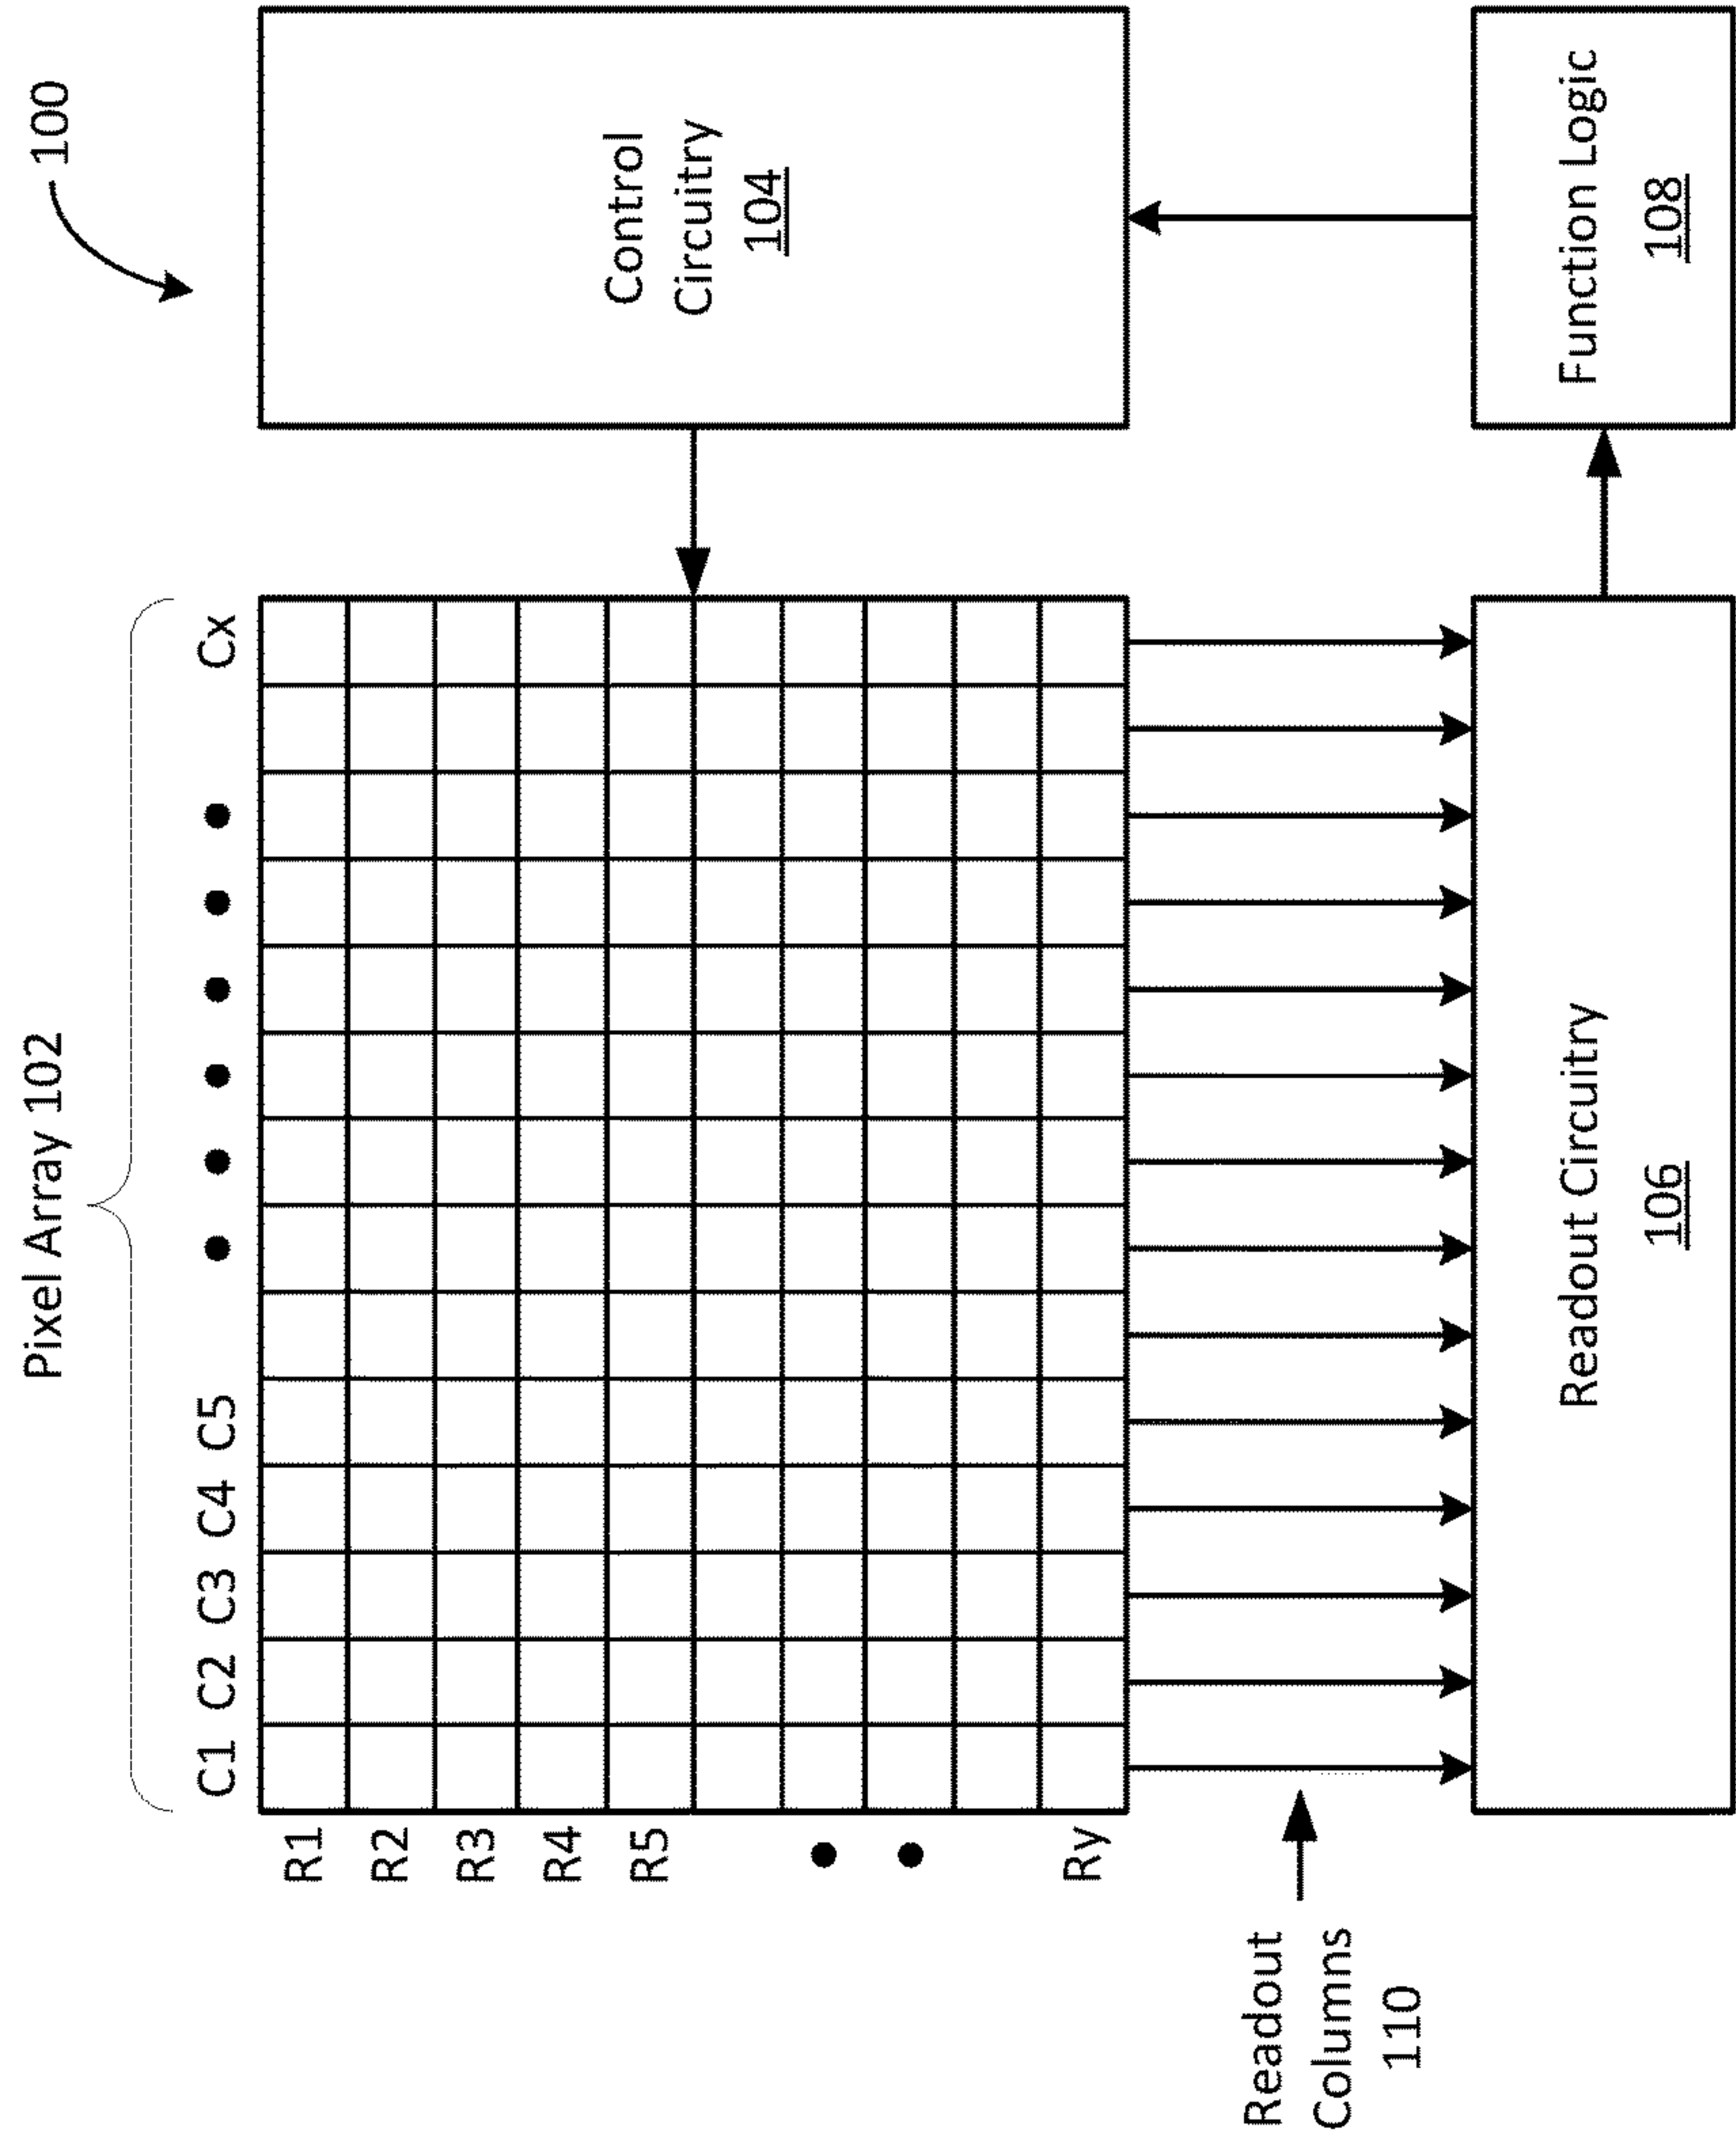 100
Pixel Array 102
C1 C2 C3 C4 C5 ● ● ● ● ● ● Cx
R1
R2
R3
R4
R5
●
●
Ry
Control
Circuitry
104
Readout
Columns
110
Readout Circuitry
106
Function Logic
108